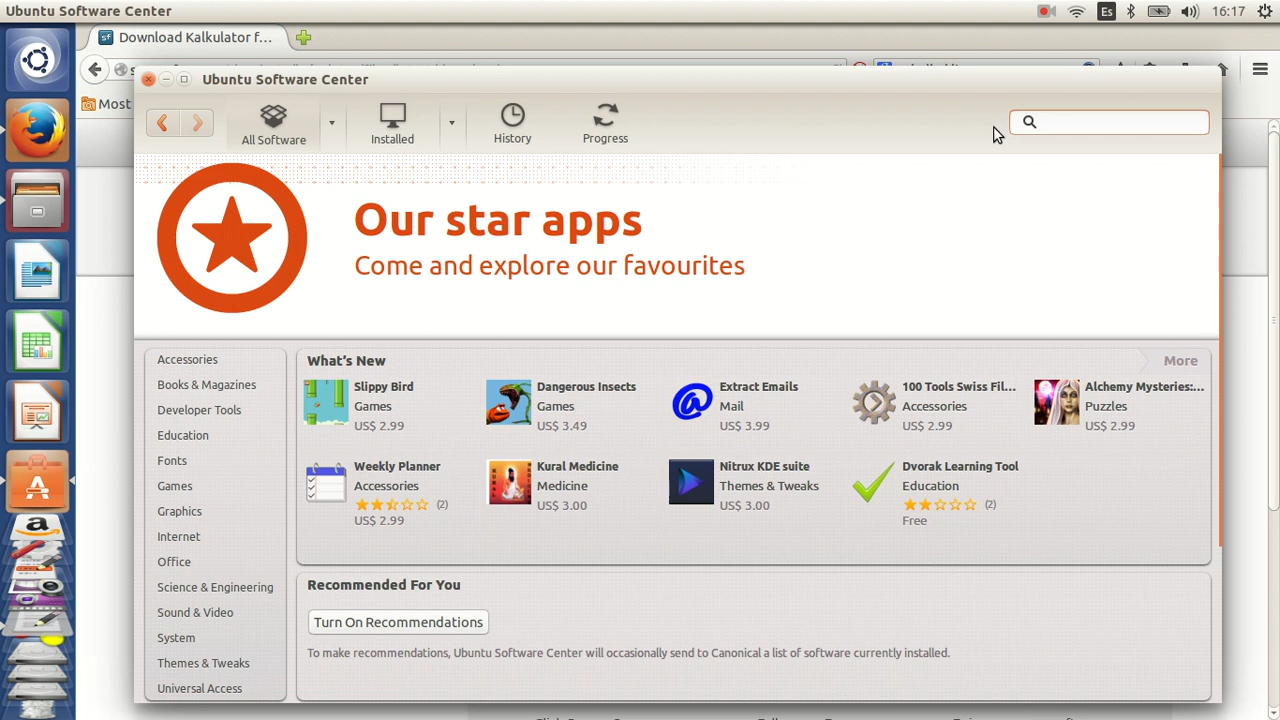 Ubuntu Software Center
Es
16:17
Download Kalkulator f...
Most
Ubuntu Software Center
All Software
Installed
History
Progress
Our star apps
Come and explore our favourites
Accessories
Books & Magazines
Developer Tools
Education
Fonts
Games
Graphics
Internet
Office
Science & Engineering
Sound & Video
System
Themes & Tweaks
Universal Access
What's New
More
Slippy Bird
Games
US$ 2.99
Dangerous Insects
Games
US$ 3.49
Extract Emails
Mail
US$ 3.99
100 Tools Swiss Fil...
Accessories
US$ 2.99
Alchemy Mysteries:...
Puzzles
US$ 2.99
Weekly Planner
Accessories
(2)
US$ 2.99
Kural Medicine
Medicine
US$ 3.00
Nitrux KDE suite
Themes & Tweaks
US$ 3.00
Dvorak Learning Tool
Education
(2)
Free
Recommended For You
Turn On Recommendations
To make recommendations, Ubuntu Software Center will occasionally send to Canonical a list of software currently installed.